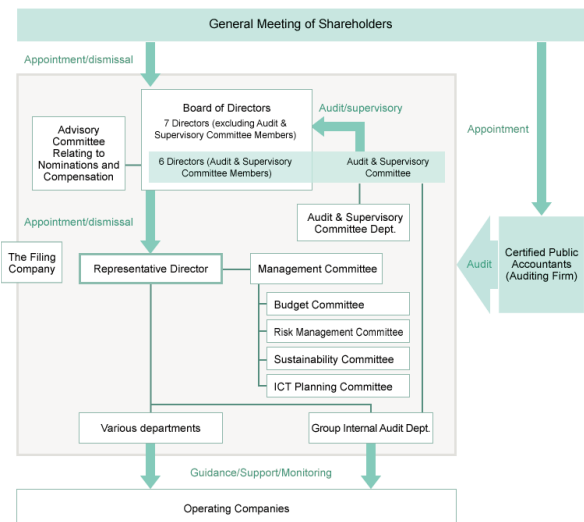 General Meeting of Shareholders
Appointment/dismissal
Board of Directors
7 Directors (excluding Audit &
Supervisory Committee Members)
Audit/supervisory
Appointment
Advisory
Committee
Relating to
Nominations and
Compensation
6 Directors (Audit & Supervisory
Committee Members)
Audit & Supervisory
Committee
Appointment/dismissal
Audit & Supervisory
Committee Dept.
The Filing
Company
Representative Director
Management Committee
Audit
Certified Public
Accountants
(Auditing Firm)
Budget Committee
Risk Management Committee
Sustainability Committee
ICT Planning Committee
Various departments
Group Internal Audit Dept.
Guidance/Support/Monitoring
Operating Companies